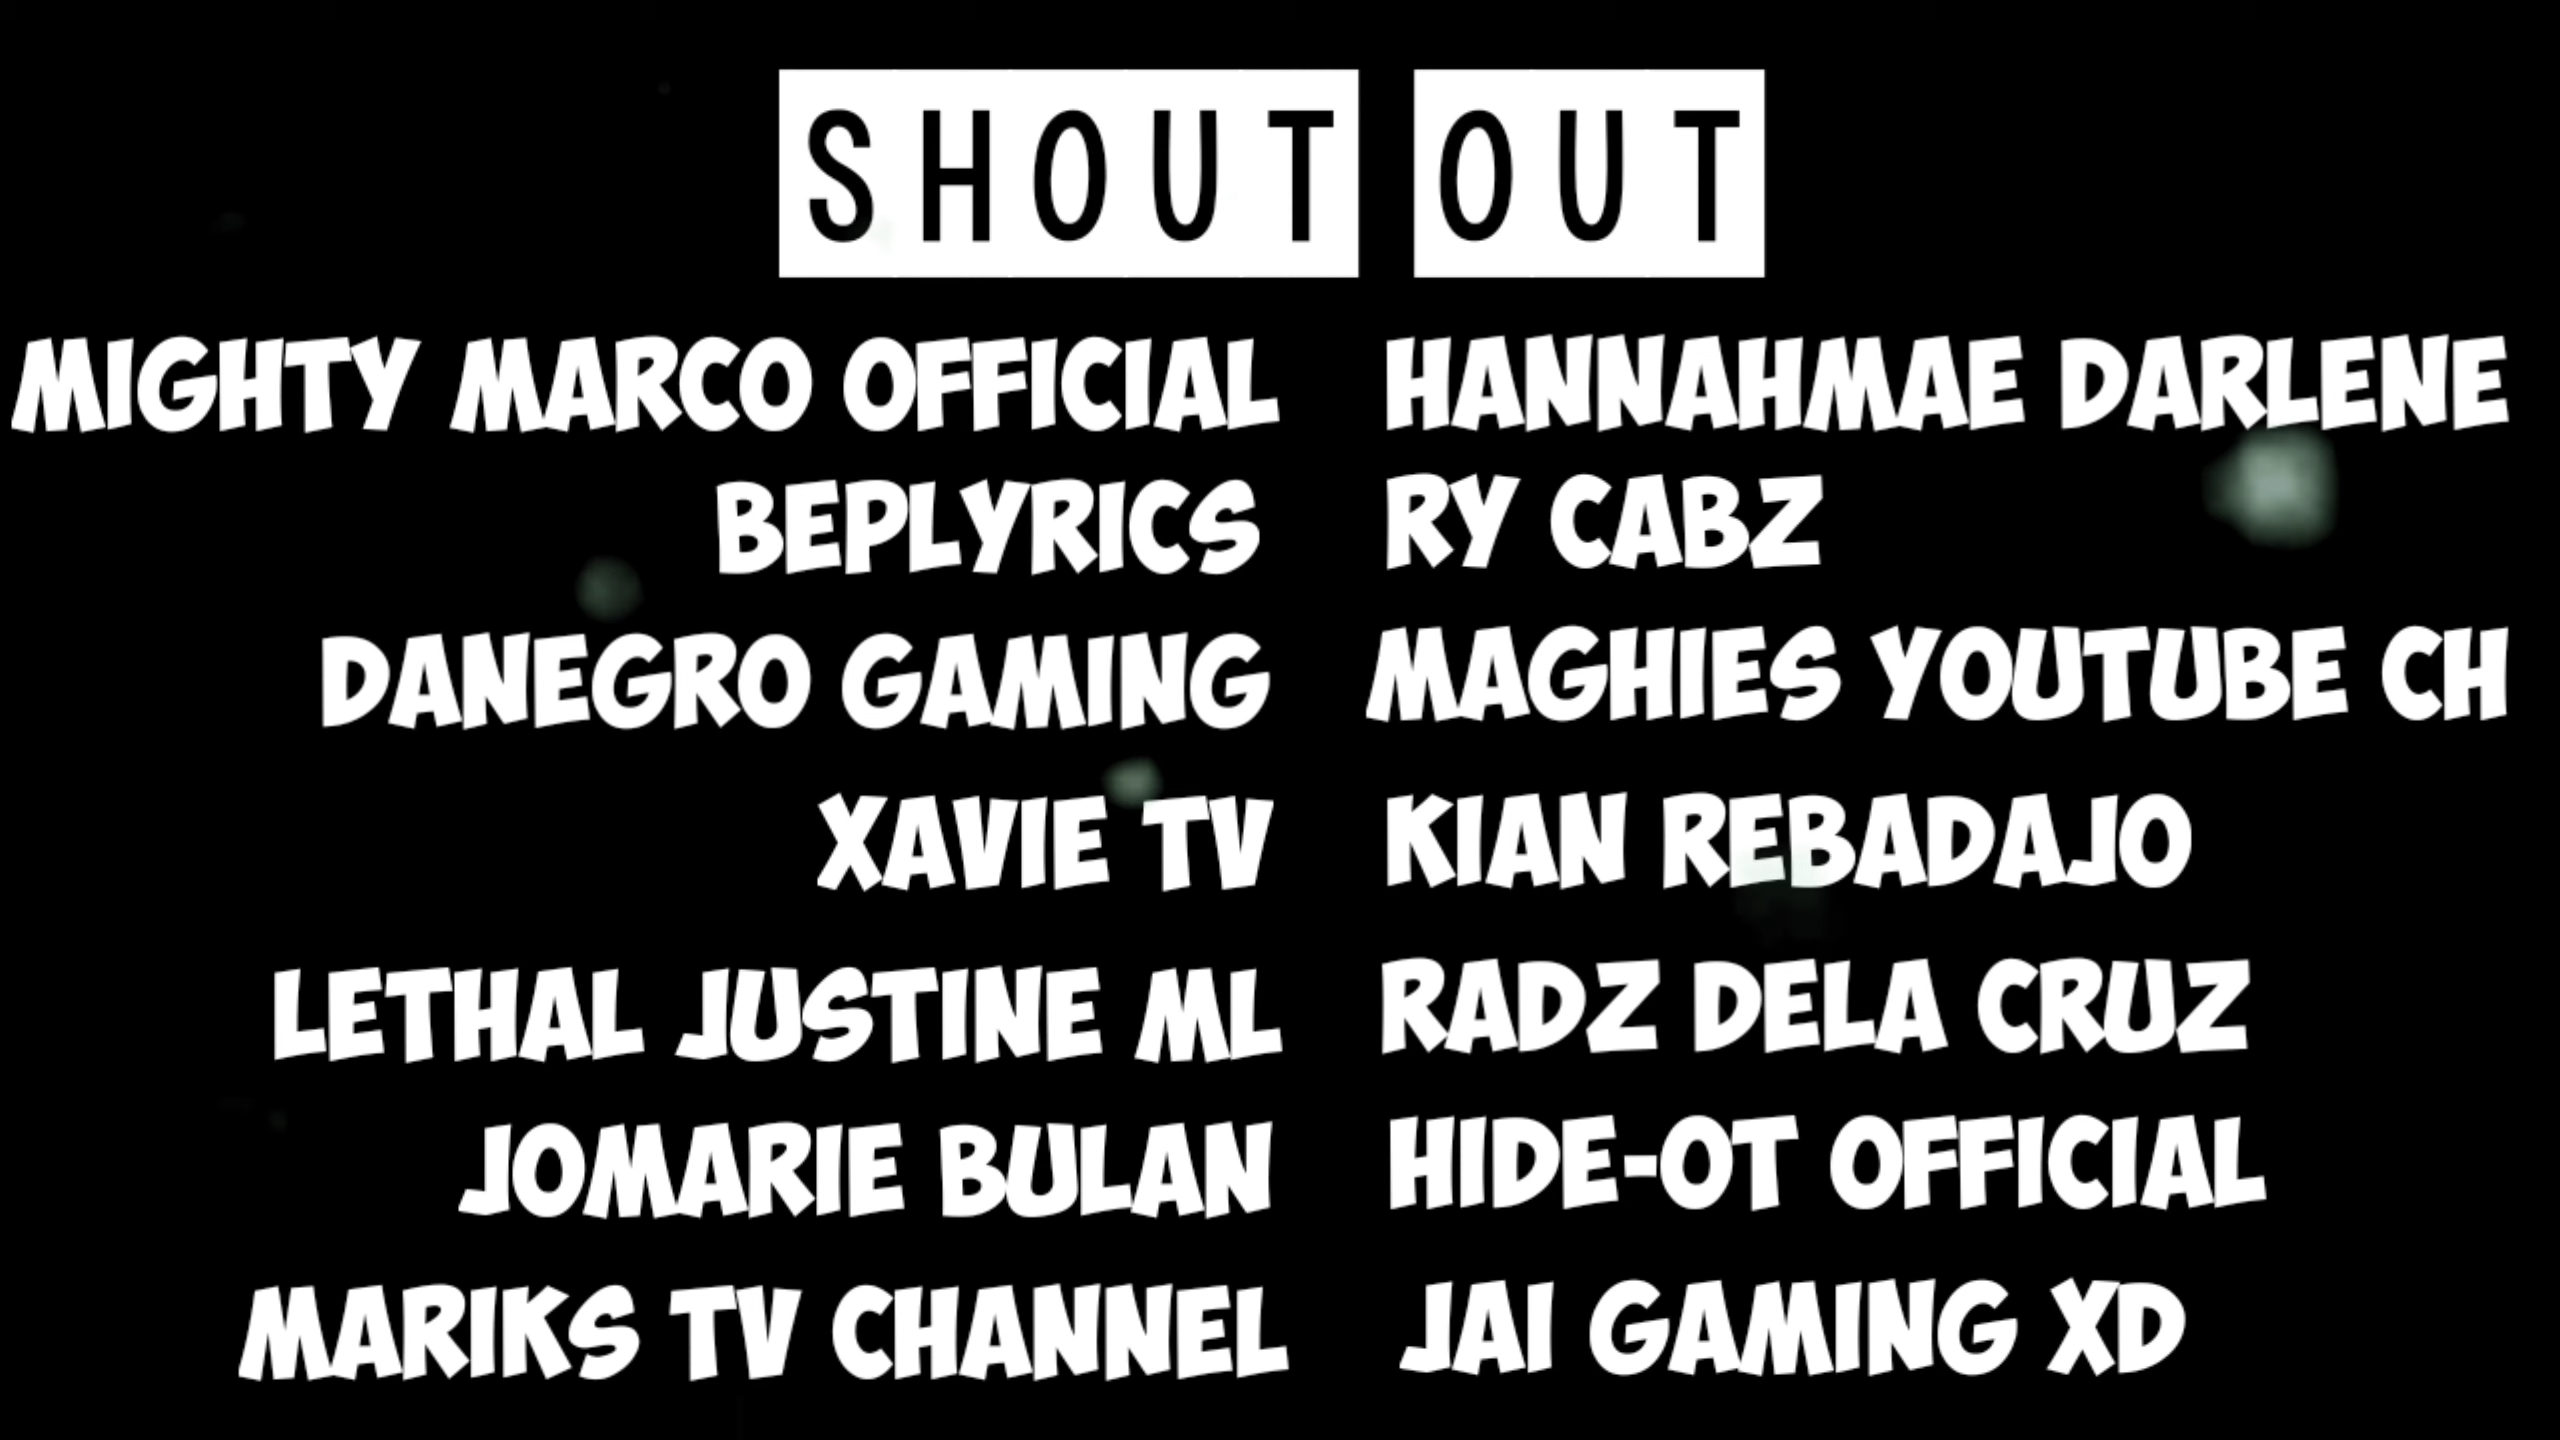 SHOUT OUT
MIGHTY MARCO OFFICIAL
BEPLYRICS
DANEGRO GAMING
XAVIE TV
LETHAL JUSTINE ML
JOMARIE BULAN
MARIKS TV CHANNEL
HANNAHMAE DARLENE
RY CABZ
MAGHIES YOUTUBE CH
KIAN REBADAJO
RADZ DELA CRUZ
HIDE-OT OFFICIAL
JAI GAMING XD